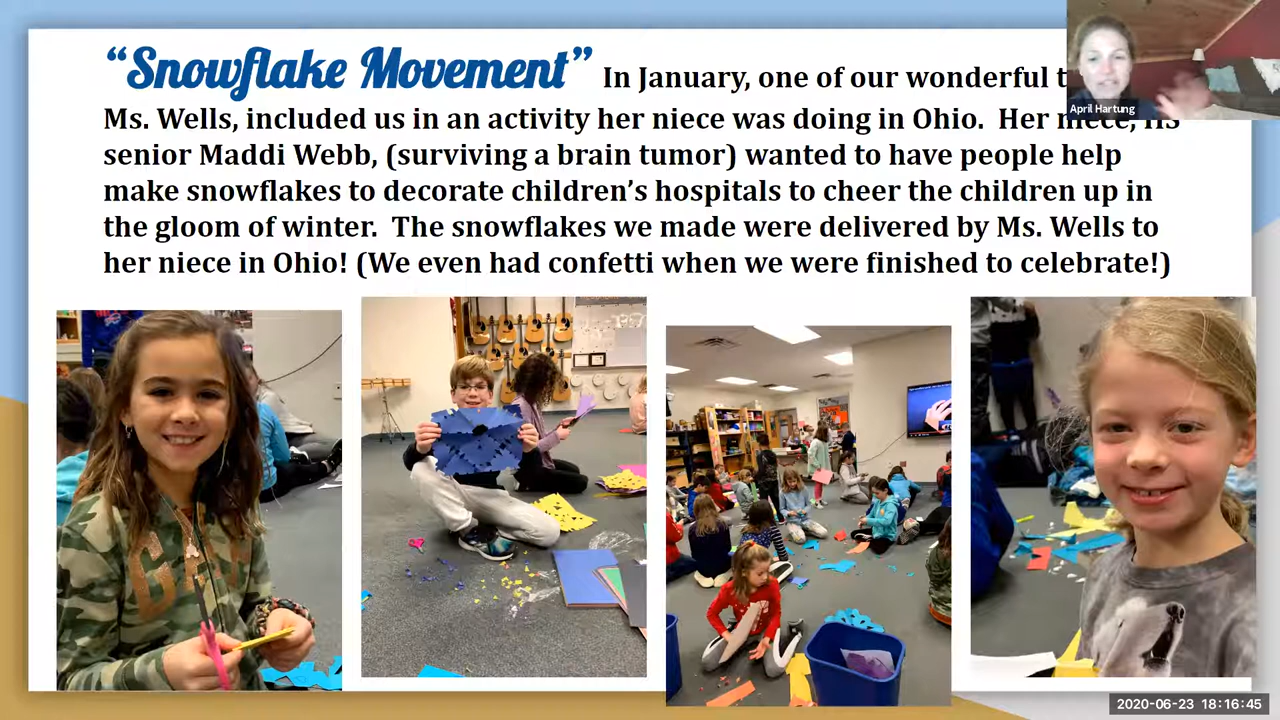 “Snowflake Movement” In January, one of our wonderful
Ms. Wells, included us in an activity her niece was doing in Ohio. Her niece, HS
senior Maddi Webb, (surviving a brain tumor) wanted to have people help
make snowflakes to decorate children’s hospitals to cheer the children up in
the gloom of winter. The snowflakes we made were delivered by Ms. Wells to
her niece in Ohio! (We even had confetti when we were finished to celebrate!)
April Hartung
2020-06-23 18:16:45